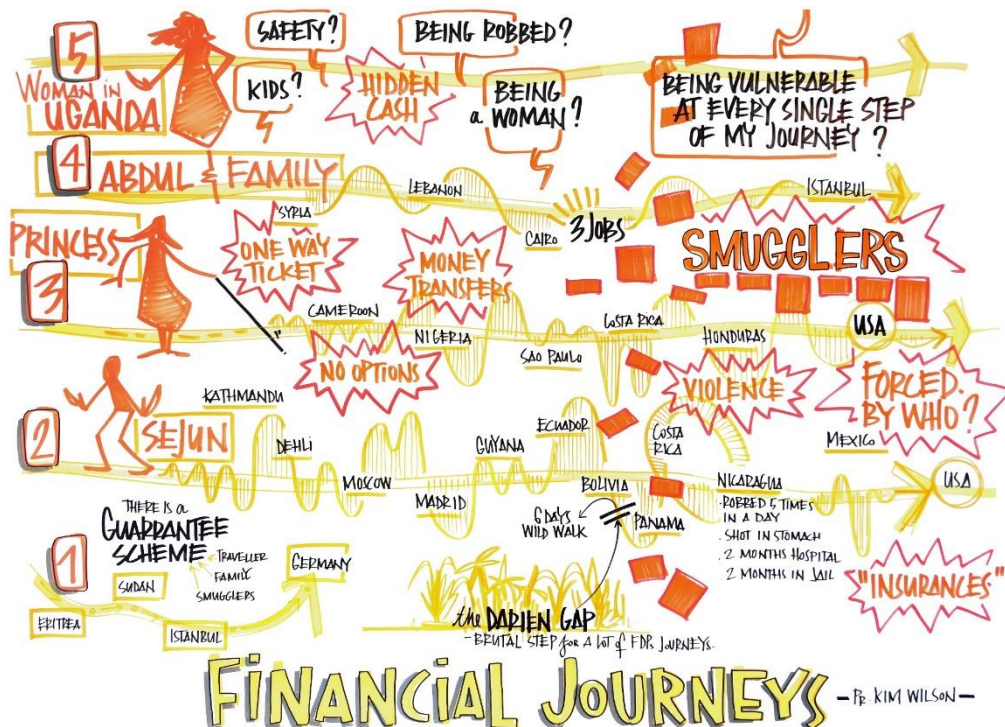 5
WOMAN IN
UGANDA
SAFETY?
KIDS?
HIDDEN
CASH
BEING ROBBED?
BEING
a WOMAN?
BEING VULNERABLE
AT EVERY SINGLE STEP
OF MY JOURNEY?
4
ABDUL & FAMILY
SYRIA
LEBANON
CAIRO
3 JOBS
ISTANBUL
PRINCESS
3
ONE WAY
TICKET
MONEY
TRANSFERS
SMUGGLERS
CAMEROON
NIGERIA
SAO PAULO
COSTA RICA
HONDURAS
USA
NO OPTIONS
VIOLENCE
FORCED.
BY WHO?
2
SEJUN
KATHMANDU
DEHLI
MOSCOW
MADRID
GUYANA
ECUADOR
BOLIVIA
COSTA
RICA
PANAMA
NICARAGUA
- ROBBED 5 TIMES
IN A DAY
. SHOT IN STOMACH
. 2 MONTHS HOSPITAL
. 2 MONTHS IN JAIL
MEXICO
USA
6 DAYS
WILD WALK
"INSURANCES"
1
THERE IS a
GUARRANTEE
SCHEME
- TRAVELLER
FAMILY
SMUGGLERS
ERITREA
SUDAN
ISTANBUL
GERMANY
the DARIEN GAP
- BRUTAL STEP for A LOT of FDPs JOURNEYS.
FINANCIAL JOURNEYS
- PR. KIM WILSON -